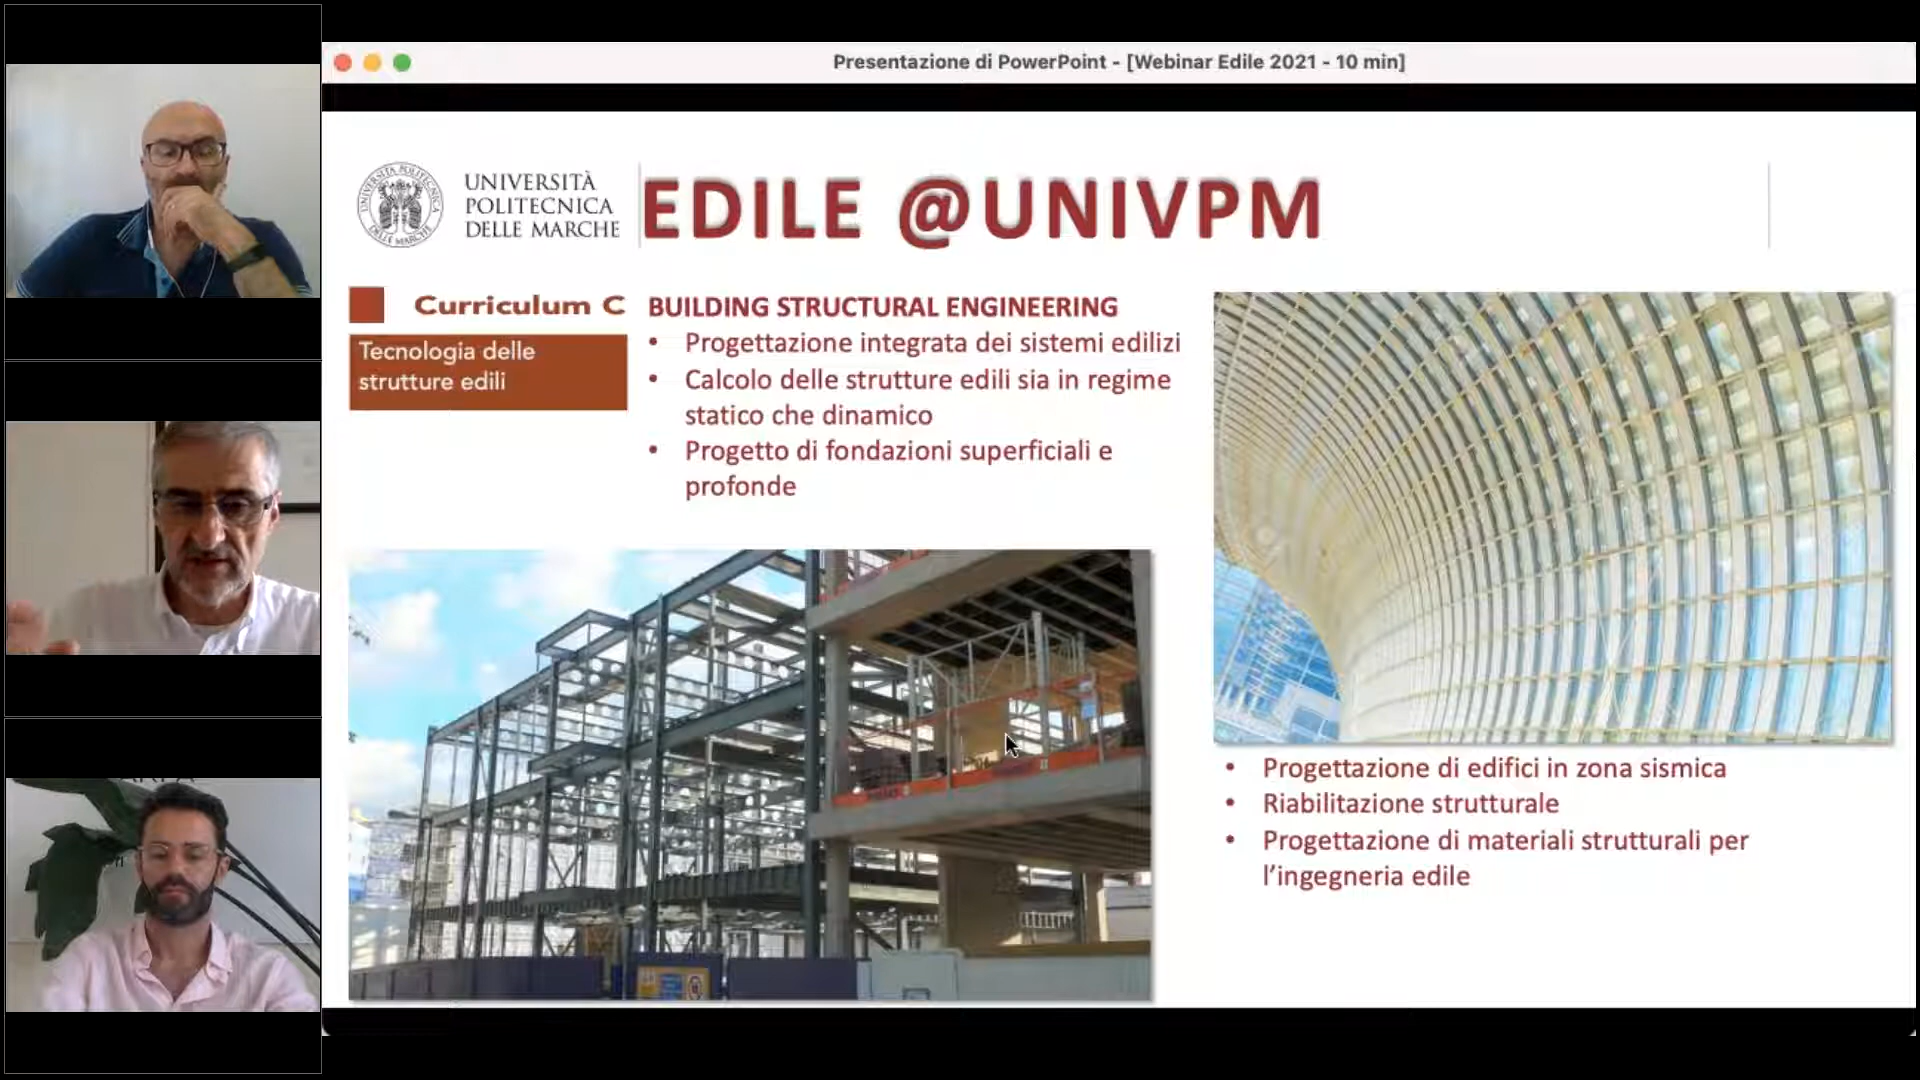 Presentazione di PowerPoint - [Webinar Edile 2021 - 10 min]
UNIVERSITÀ
POLITECNICA
DELLE MARCHE
EDILE @UNIVPM
Curriculum C
Tecnologia delle
strutture edili
BUILDING STRUCTURAL ENGINEERING
• Progettazione integrata dei sistemi edilizi
• Calcolo delle strutture edili sia in regime
statico che dinamico
• Progetto di fondazioni superficiali e
profonde
• Progettazione di edifici in zona sismica
• Riabilitazione strutturale
• Progettazione di materiali strutturali per
l’ingegneria edile